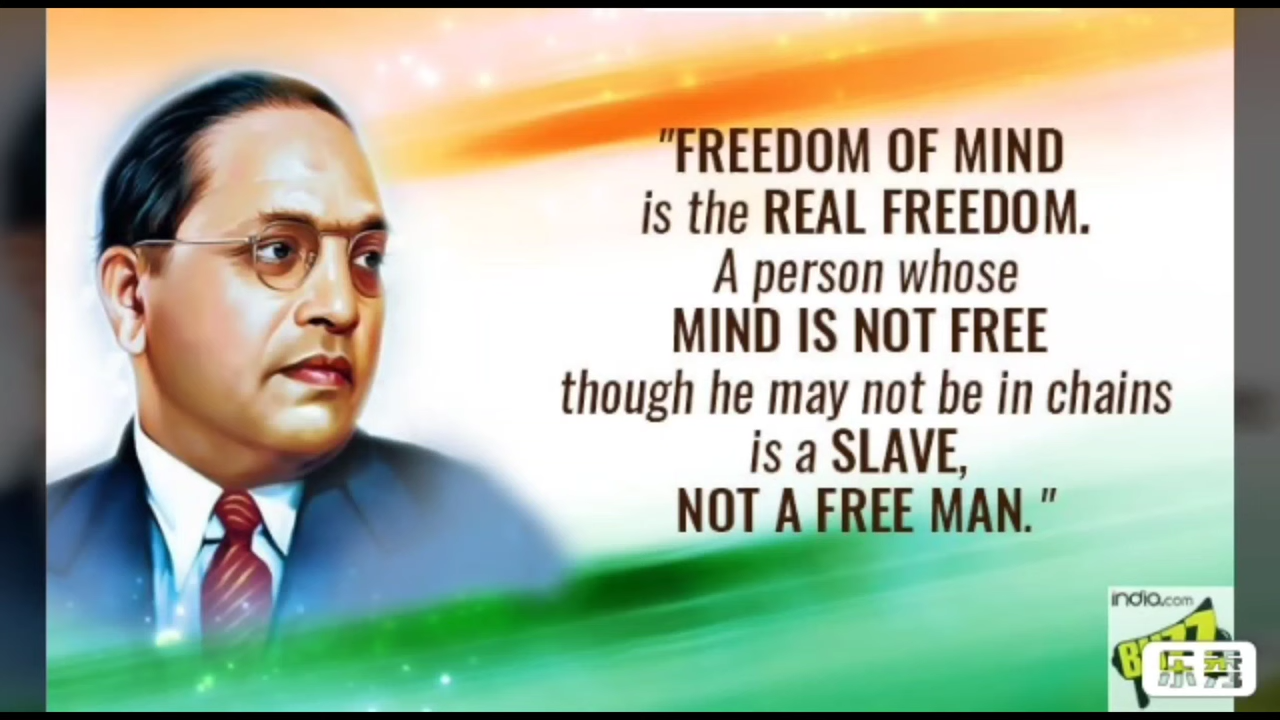 "FREEDOM OF MIND
is the REAL FREEDOM.
A person whose
MIND IS NOT FREE
though he may not be in chains
is a SLAVE,
NOT A FREE MAN."
india.com
BUZZ
乐秀